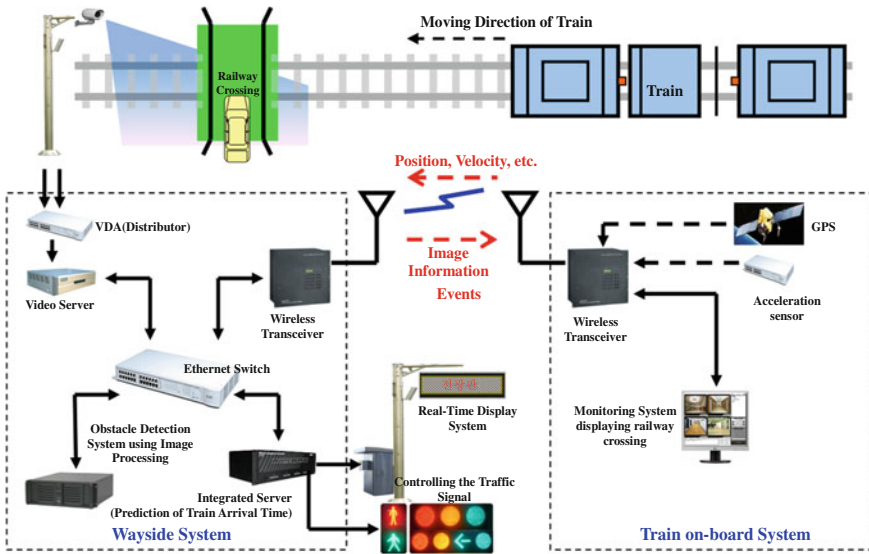 Moving Direction of Train
Railway
Crossing
Train
Position, Velocity, etc.
VDA(Distributor)
GPS
Image
Information
Events
Video Server
Wireless
Transceiver
Wireless
Transceiver
Acceleration
sensor
Ethernet Switch
전광판
Real-Time Display
System
Obstacle Detection
System using Image
Processing
Monitoring System
displaying railway
crossing
Integrated Server
(Prediction of Train Arrival Time)
Controlling the Traffic
Signal
Wayside System
Train on-board System